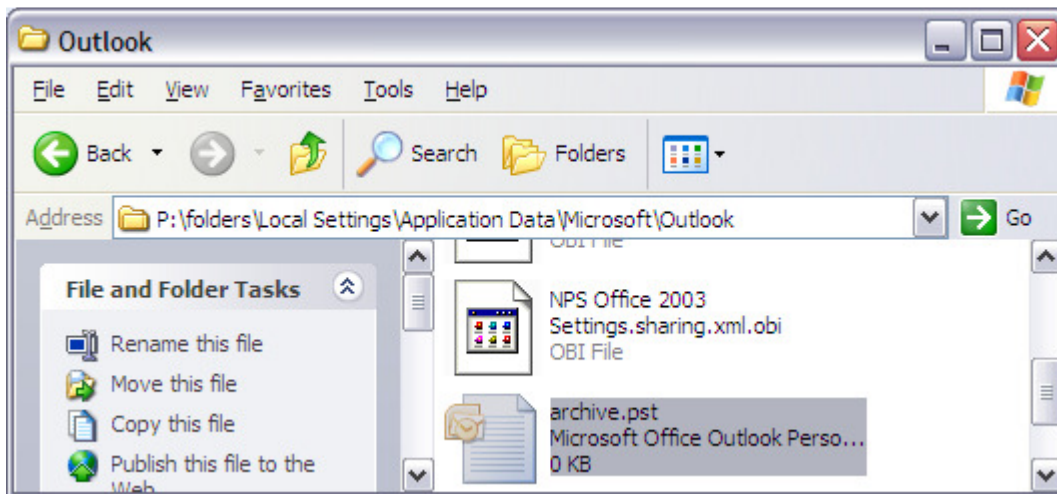 Outlook
File Edit View Favorites Tools Help
Back Search Folders
Address P:\folders\Local Settings\Application Data\Microsoft\Outlook Go
File and Folder Tasks
Rename this file
Move this file
Copy this file
Publish this file to the
Web
OBI File
NPS Office 2003
Settings.sharing.xml.obi
OBI File
archive.pst
Microsoft Office Outlook Perso...
0 KB